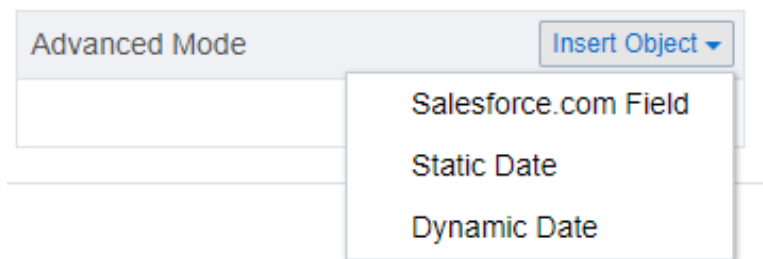 Advanced Mode Insert Object
Salesforce.com Field
Static Date
Dynamic Date